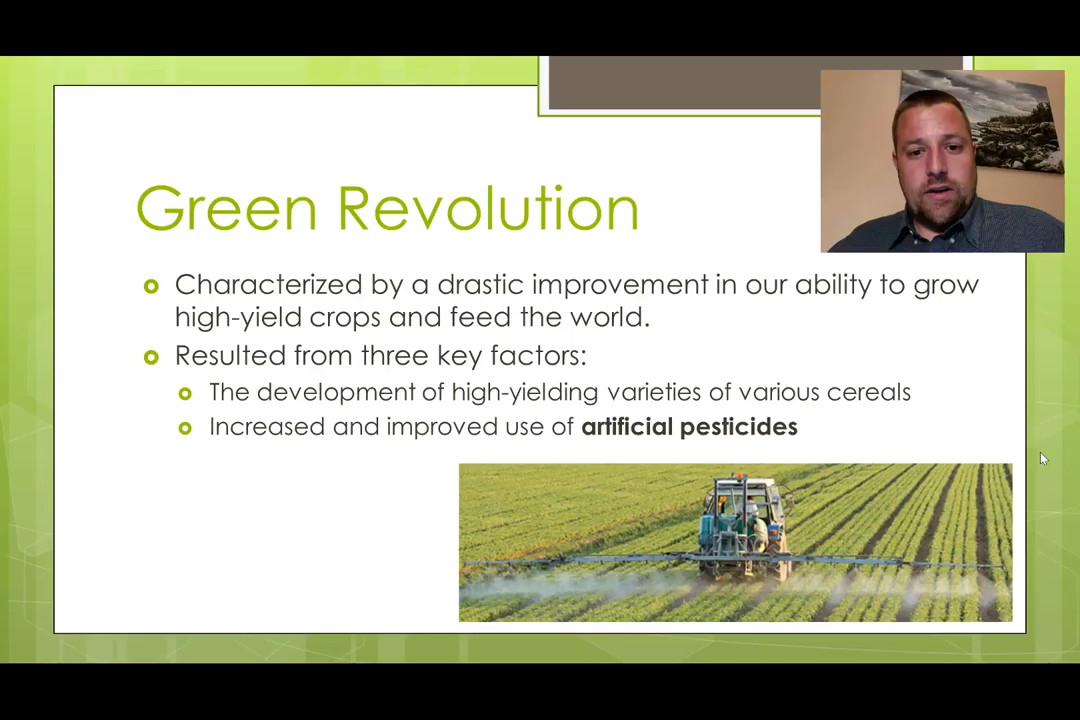 Green Revolution
Characterized by a drastic improvement in our ability to grow
high-yield crops and feed the world.
Resulted from three key factors:
The development of high-yielding varieties of various cereals
Increased and improved use of artificial pesticides